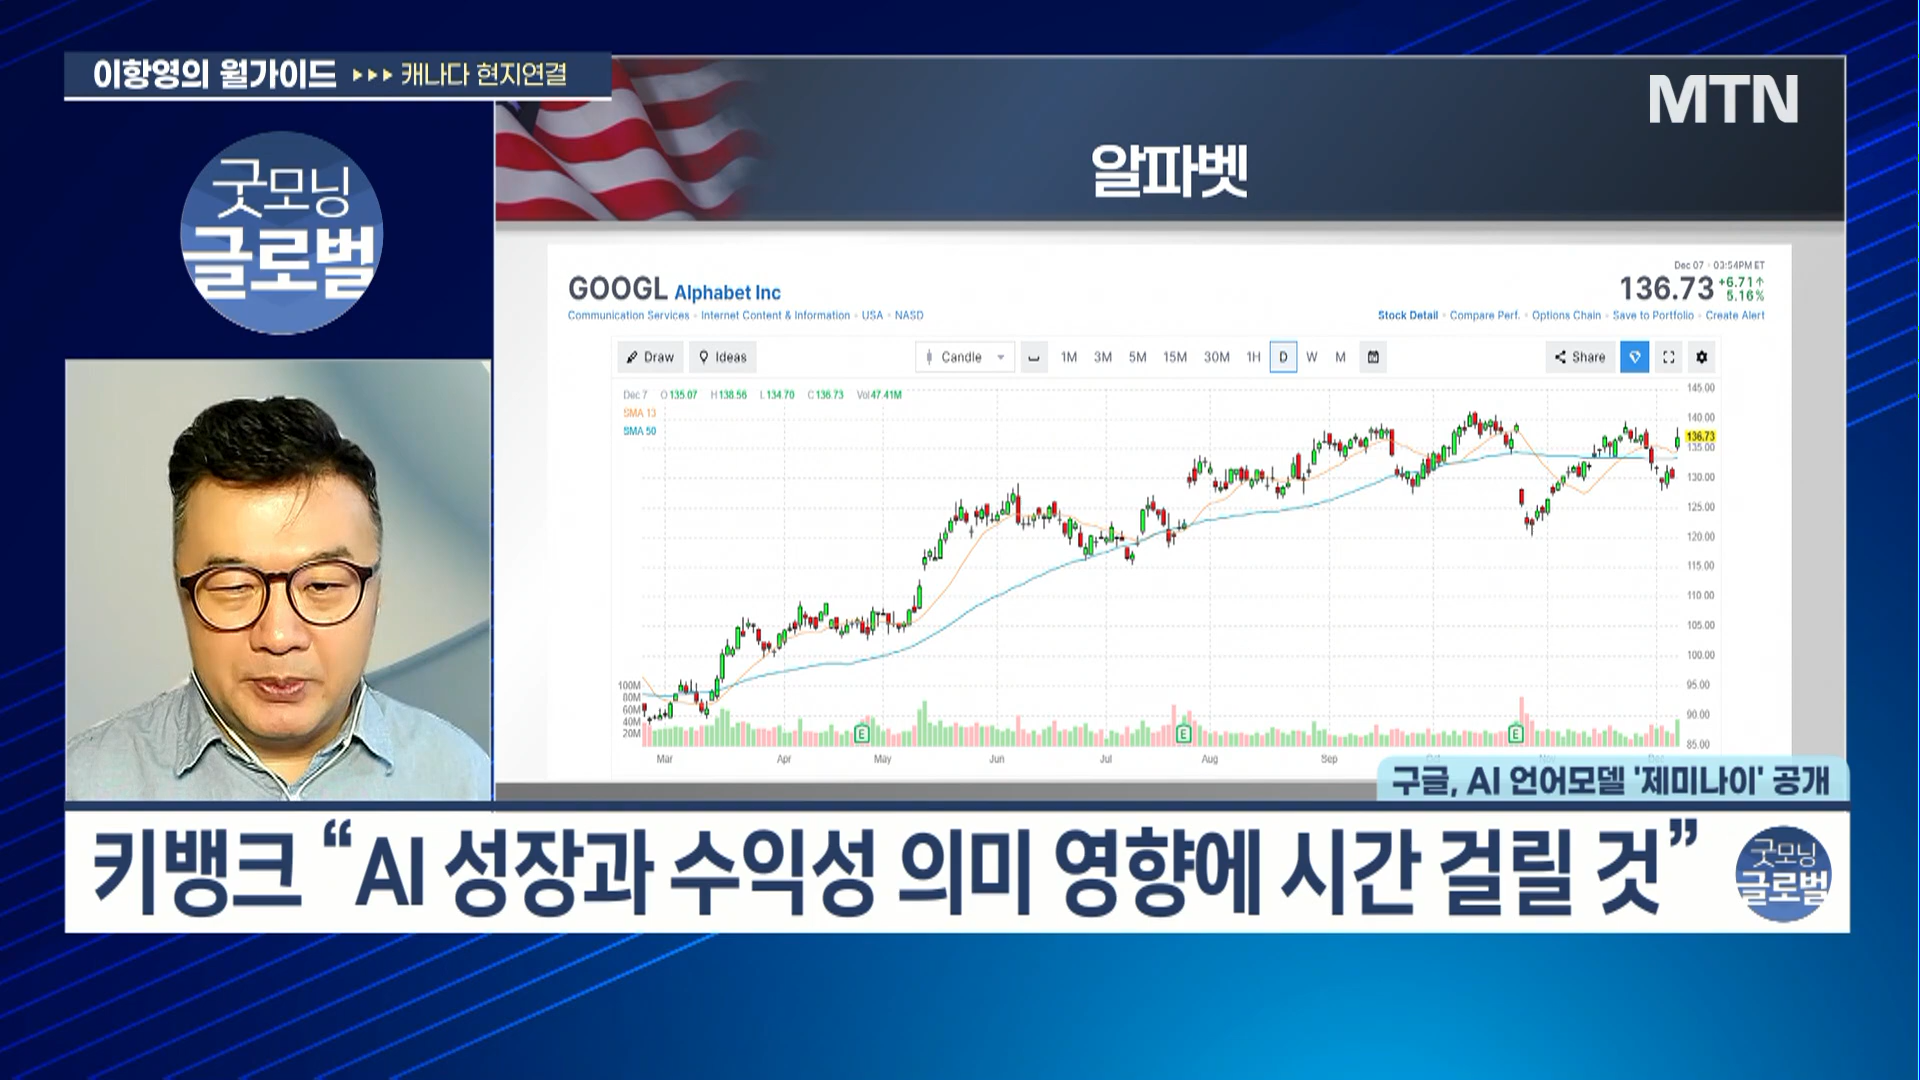 이항영의 월가이드 ▸▸▸ 캐나다 현지연결
MTN
굿모닝
글로벌
알파벳
GOOGL Alphabet Inc
Communication Services • Internet Content & Information • USA • NASD
Dec 07 • 03:54PM ET
136.73 +6.71↑
5.16%
Stock Detail • Compare Perf. • Options Chain • Save to Portfolio • Create Alert
Draw Ideas Candle 1M 3M 5M 15M 30M 1H D W M Share
Dec 7 O 135.07 H 138.56 L 134.70 C 136.73 Vol 47.41M
SMA 13
SMA 50
145.00
140.00
136.73
135.00
130.00
125.00
120.00
115.00
110.00
105.00
100.00
95.00
90.00
85.00
100M
80M
60M
40M
20M
E E E
Mar Apr May Jun Jul Aug Sep
구글, AI 언어모델 '제미나이' 공개
키뱅크 “AI 성장과 수익성 의미 영향에 시간 걸릴 것”
굿모닝
글로벌